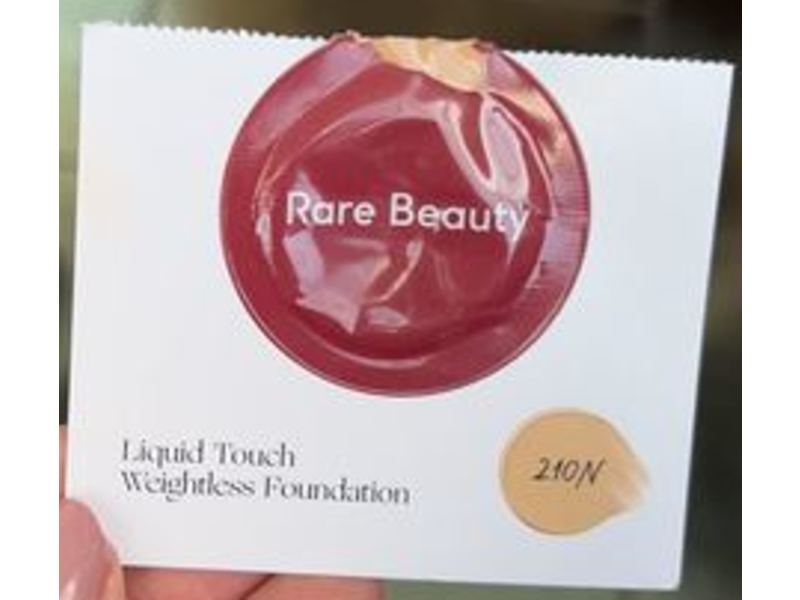 Rare Beauty
Liquid Touch
Weightless Foundation
210N